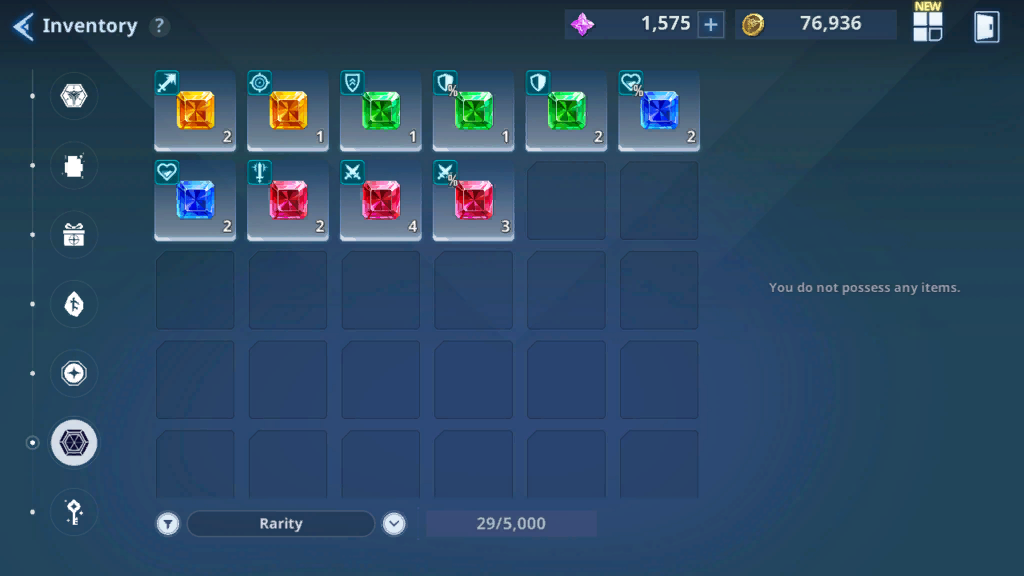 Inventory ?
1,575 +
76,936
NEW
2 1 1 % 1 2 % 2
2 2 4 % 3
You do not possess any items.
Rarity
29/5,000